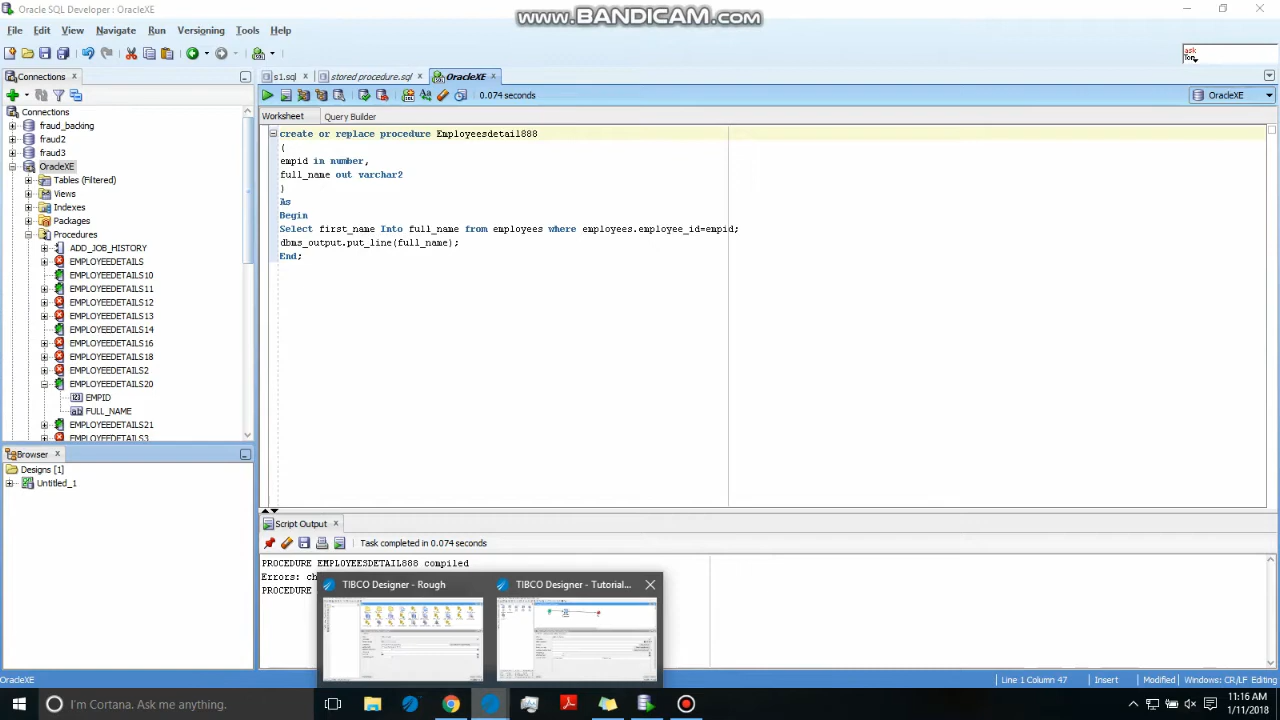 Oracle SQL Developer : OracleXE
www.BANDICAM.com
File Edit View Navigate Run Versioning Tools Help
ask
Connections
s1.sql
stored procedure.sql
OracleXE
0.074 seconds
OracleXE
Worksheet
Query Builder
Connections
fraud_backing
fraud2
fraud3
OracleXE
Tables (Filtered)
Views
Indexes
Packages
Procedures
ADD_JOB_HISTORY
EMPLOYEEDETAILS
EMPLOYEEDETAILS10
EMPLOYEEDETAILS11
EMPLOYEEDETAILS12
EMPLOYEEDETAILS13
EMPLOYEEDETAILS14
EMPLOYEEDETAILS16
EMPLOYEEDETAILS18
EMPLOYEEDETAILS2
EMPLOYEEDETAILS20
EMPID
FULL_NAME
EMPLOYEEDETAILS21
EMPLOYEEDETAILS3
create or replace procedure Employeesdetail888
{
empid in number,
full_name out varchar2
}
As
Begin
Select first_name Into full_name from employees where employees.employee_id=empid;
dbms_output.put_line(full_name);
End;
Browser
Designs [1]
Untitled_1
Script Output
Task completed in 0.074 seconds
PROCEDURE EMPLOYEESDETAIL888 compiled
Errors: ch
PROCEDURE
TIBCO Designer - Rough
TIBCO Designer - Tutorial...
OracleXE
Line 1 Column 47
Insert
Modified
Windows: CR/LF Editing
I'm Cortana. Ask me anything.
11:16 AM
1/11/2018